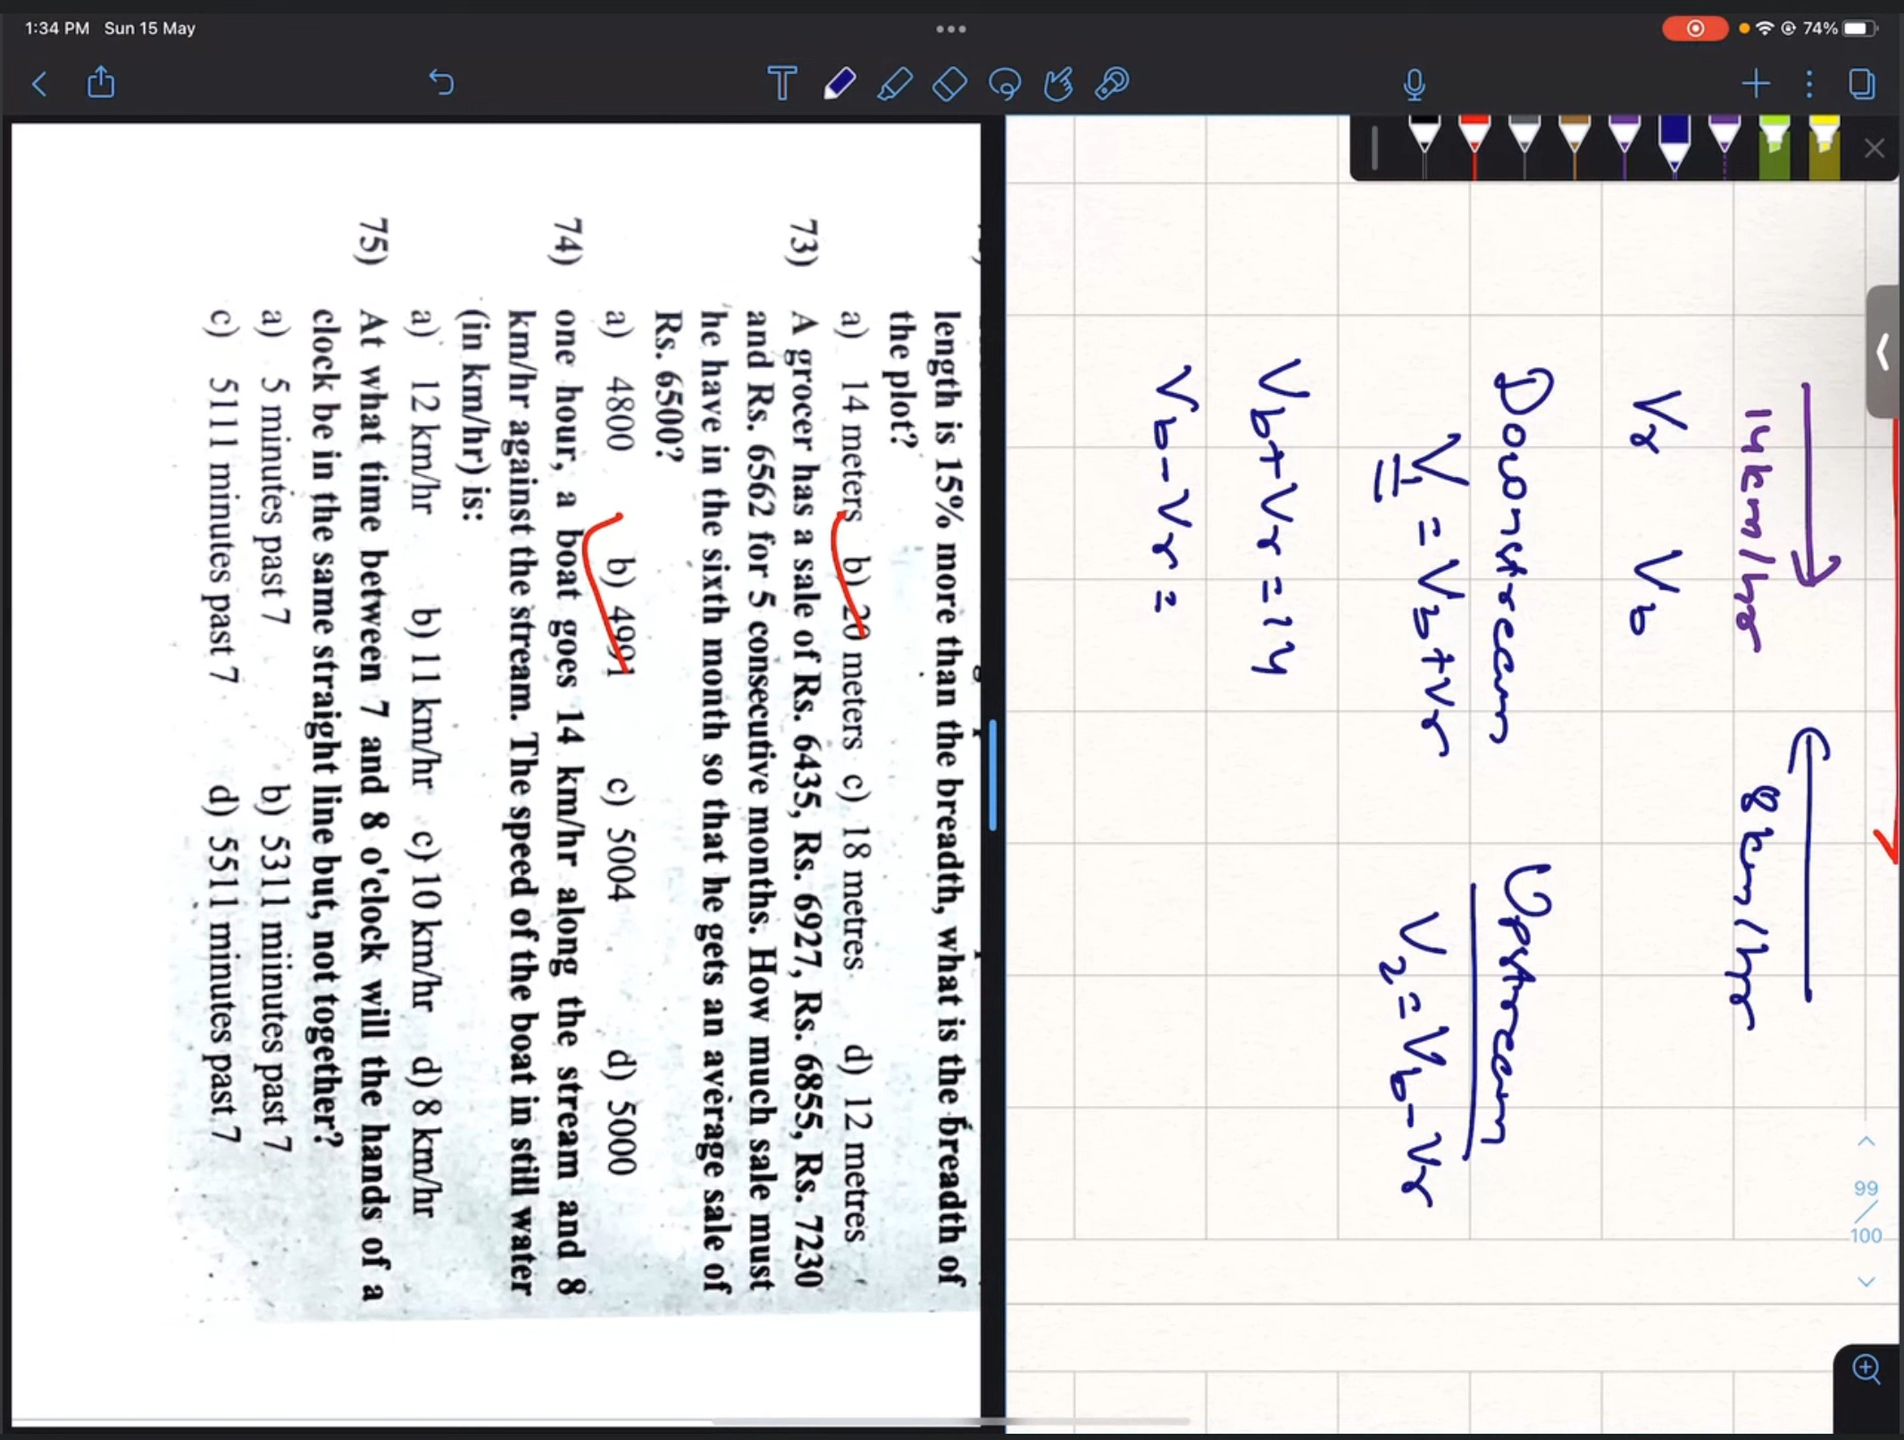 1:34 PM Sun 15 May
74%
length is 15% more than the breadth, what is the breadth of
the plot?
a) 14 meters b) 20 meters c) 18 metres d) 12 metres
73) A grocer has a sale of Rs. 6435, Rs. 6927, Rs. 6855, Rs. 7230
and Rs. 6562 for 5 consecutive months. How much sale must
he have in the sixth month so that he gets an average sale of
Rs. 6500?
a) 4800 b) 4991 c) 5004 d) 5000
74) one hour, a boat goes 14 km/hr along the stream and 8
km/hr against the stream. The speed of the boat in still water
(in km/hr) is:
a) 12 km/hr b) 11 km/hr c) 10 km/hr d) 8 km/hr
75) At what time between 7 and 8 o'clock will the hands of a
clock be in the same straight line but, not together?
a) 5 minutes past 7 b) 5311 miinutes past 7
c) 5111 minutes past 7 d) 5511 minutes past 7
14km/hr 8km/hr
Vr Vb
Downstream Upstream
V1 = Vb+Vr V2 = Vb-Vr
Vb+Vr = 14
Vb-Vr =
99
100